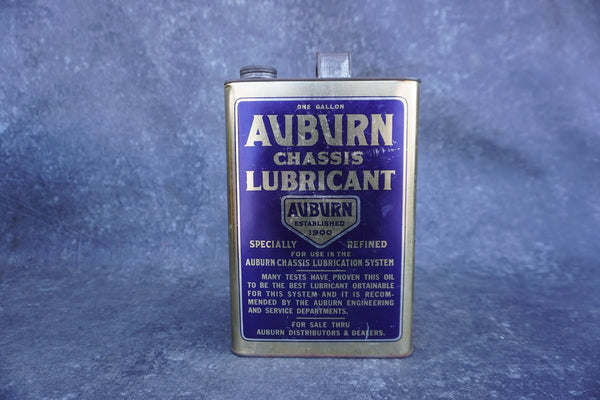 ONE GALLON
AUBURN
CHASSIS
LUBRICANT
AUBURN
ESTABLISHED
1900
SPECIALLY REFINED
FOR USE IN THE
AUBURN CHASSIS LUBRICATION SYSTEM
MANY TESTS HAVE PROVEN THIS OIL
TO BE THE BEST LUBRICANT OBTAINABLE
FOR THIS SYSTEM AND IT IS RECOM-
MENDED BY THE AUBURN ENGINEERING
AND SERVICE DEPARTMENTS.
FOR SALE THRU
AUBURN DISTRIBUTORS & DEALERS.